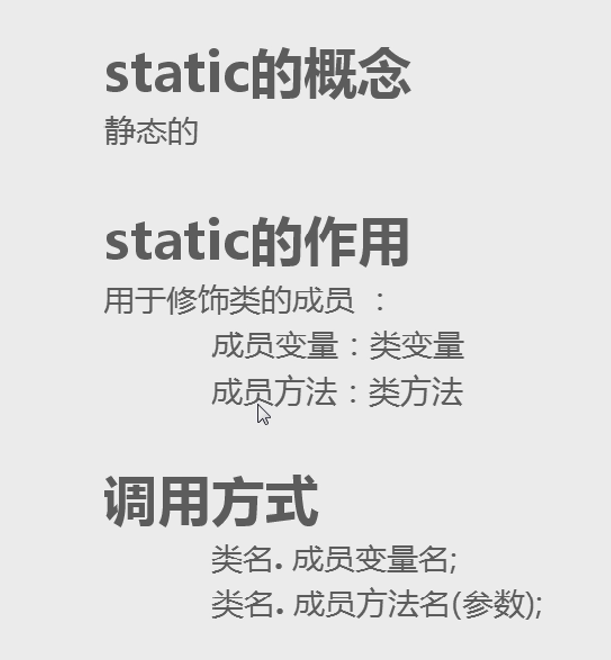 static的概念
静态的
static的作用
用于修饰类的成员 ：
成员变量：类变量
成员方法：类方法
调用方式
类名. 成员变量名;
类名. 成员方法名(参数);